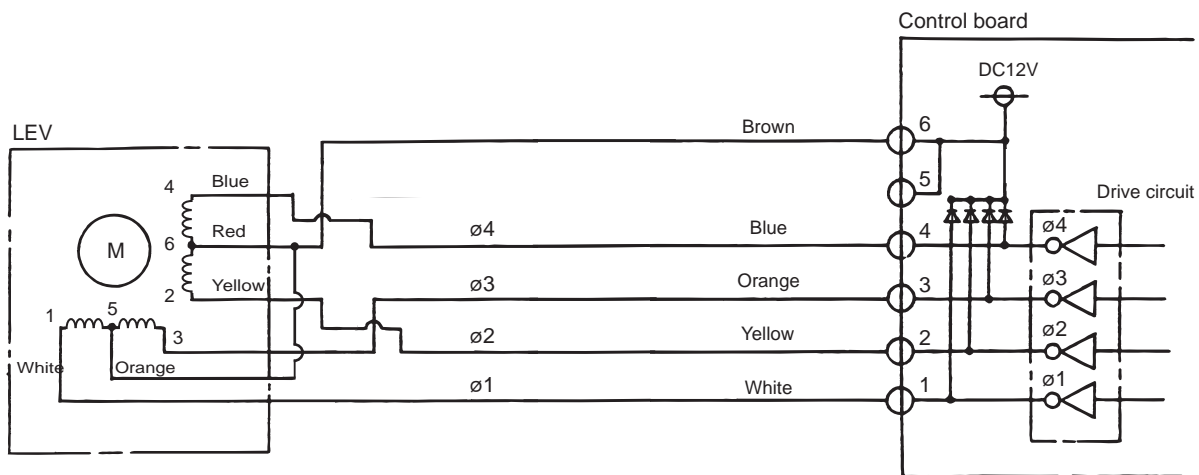 Control board
DC12V
LEV
Brown 6
4 Blue
5
Drive circuit
6 Red
ø4 Blue 4 ø4
M
2 Yellow
ø3 Orange 3 ø3
1 5 3
ø2 Yellow 2 ø2
White Orange
ø1 White 1 ø1